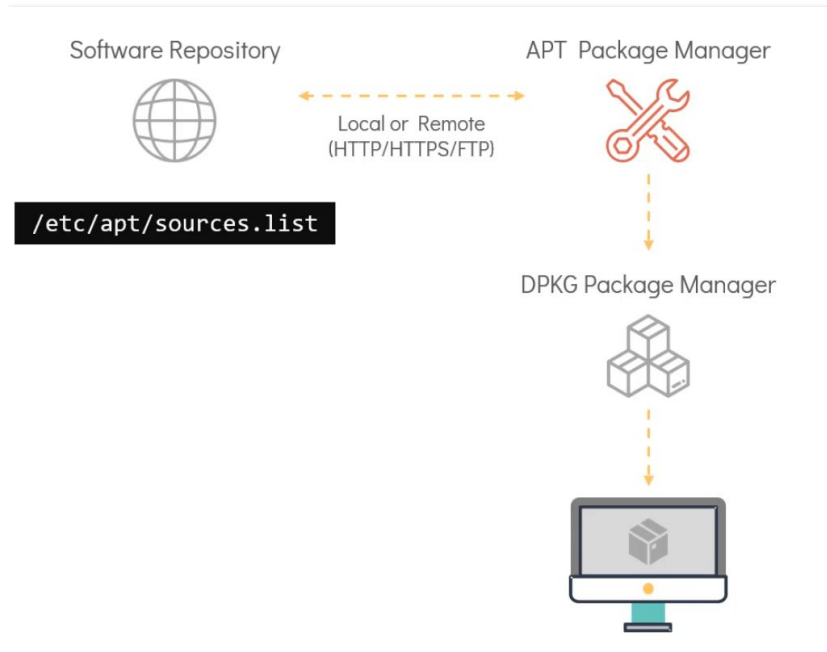 Software Repository
APT Package Manager
Local or Remote
(HTTP/HTTPS/FTP)
/etc/apt/sources.list
DPKG Package Manager